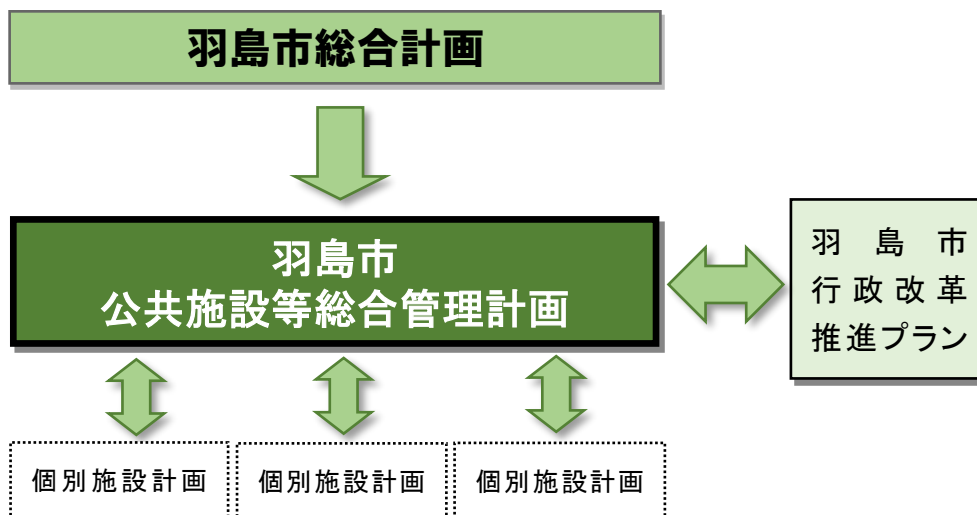 羽島市総合計画
羽島市
公共施設等総合管理計画
羽島市
行政改革
推進プラン
個別施設計画
個別施設計画
個別施設計画